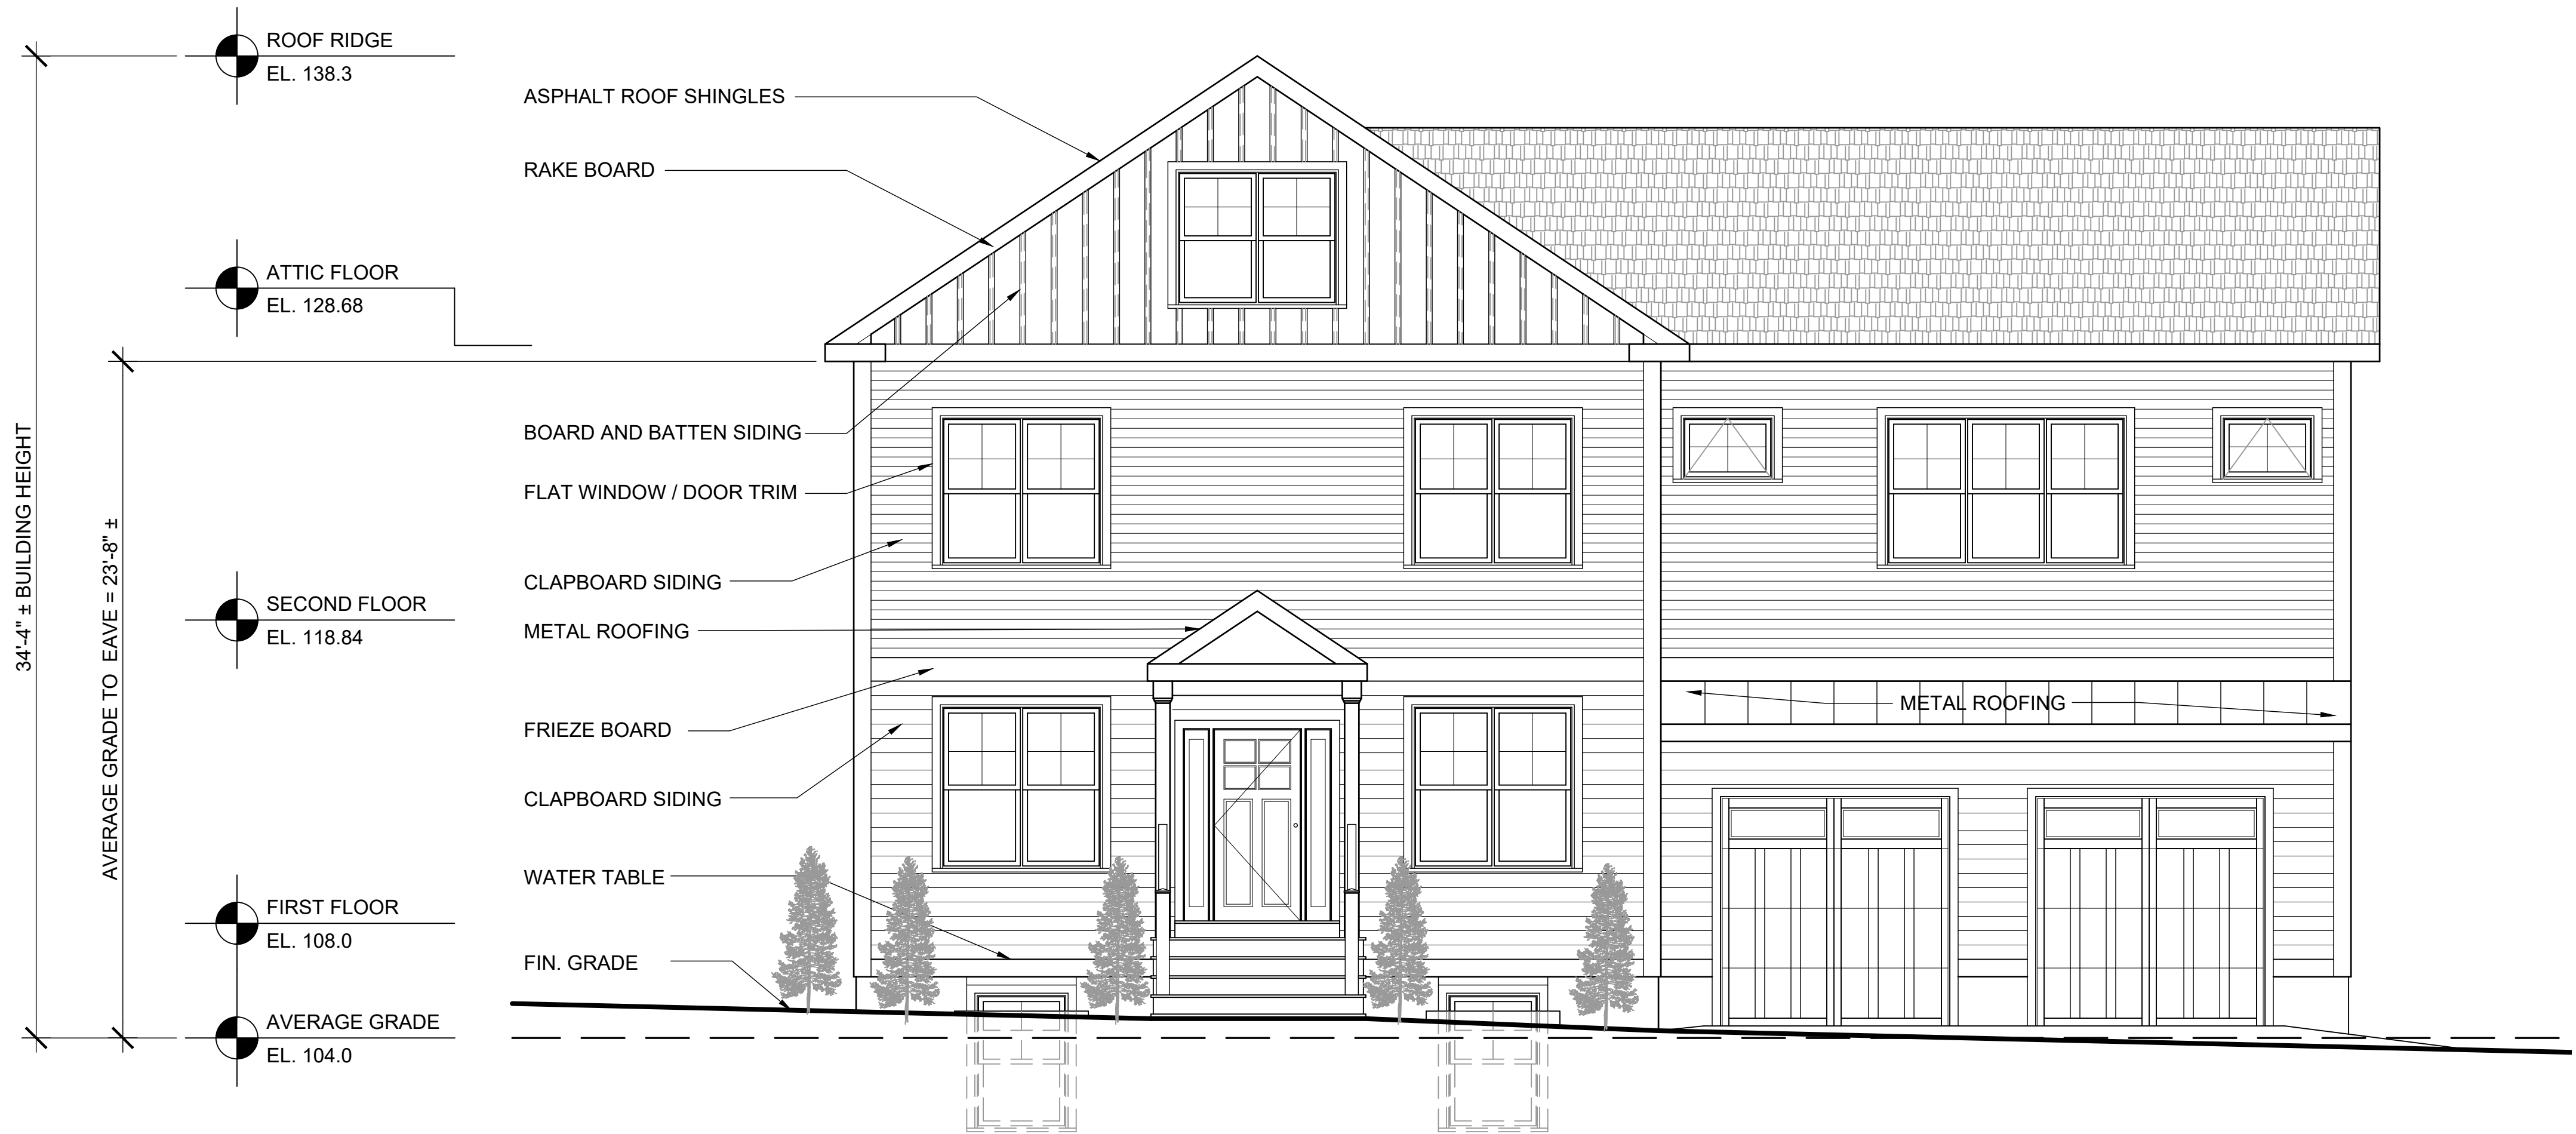 ROOF RIDGE
EL. 138.3
ATTIC FLOOR
EL. 128.68
SECOND FLOOR
EL. 118.84
FIRST FLOOR
EL. 108.0
AVERAGE GRADE
EL. 104.0
34'-4" ± BUILDING HEIGHT
AVERAGE GRADE TO EAVE = 23'-8" ±
ASPHALT ROOF SHINGLES
RAKE BOARD
BOARD AND BATTEN SIDING
FLAT WINDOW / DOOR TRIM
CLAPBOARD SIDING
METAL ROOFING
FRIEZE BOARD
CLAPBOARD SIDING
WATER TABLE
FIN. GRADE
METAL ROOFING